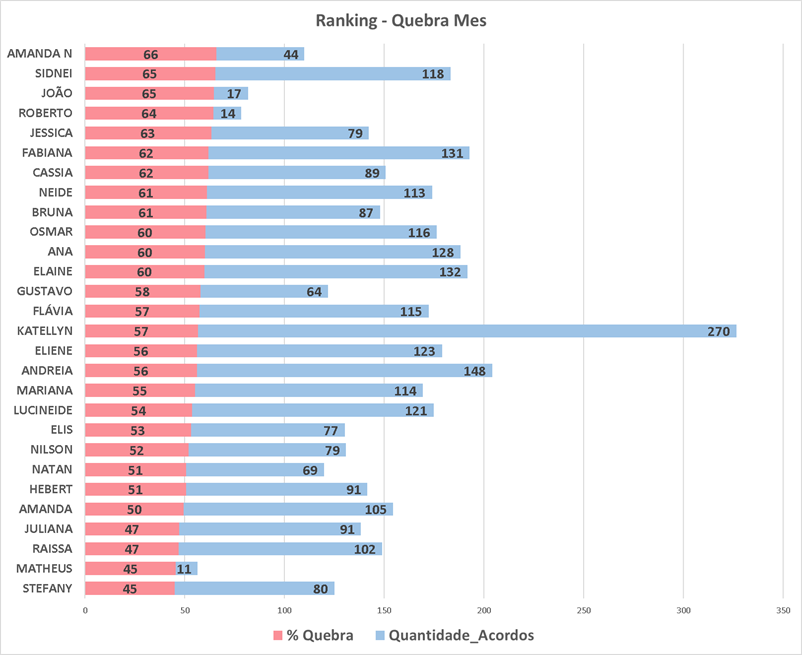 Ranking - Quebra Mes
AMANDA N 66 44
SIDNEI 65 118
JOÃO 65 17
ROBERTO 64 14
JESSICA 63 79
FABIANA 62 131
CASSIA 62 89
NEIDE 61 113
BRUNA 61 87
OSMAR 60 116
ANA 60 128
ELAINE 60 132
GUSTAVO 58 64
FLÁVIA 57 115
KATELLYN 57 270
ELIENE 56 123
ANDREIA 56 148
MARIANA 55 114
LUCINEIDE 54 121
ELIS 53 77
NILSON 52 79
NATAN 51 69
HEBERT 51 91
AMANDA 50 105
JULIANA 47 91
RAISSA 47 102
MATHEUS 45 11
STEFANY 45 80
0 50 100 150 200 250 300 350
% Quebra Quantidade_Acordos